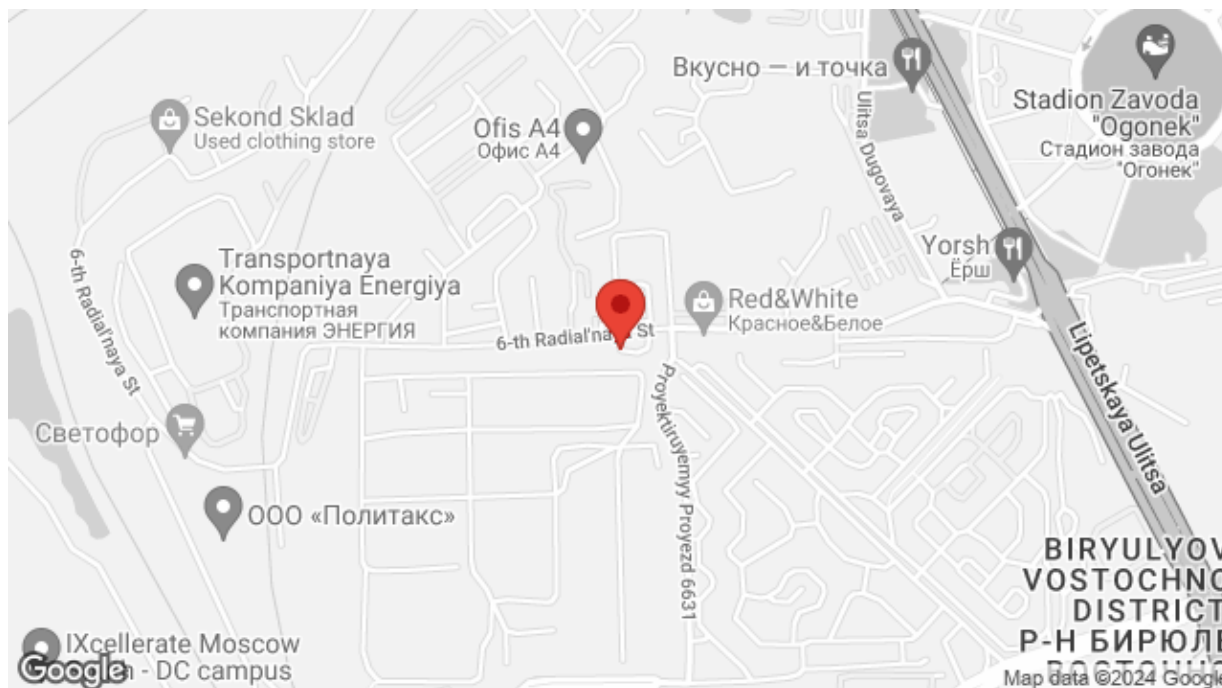 Вкусно — и точка
Stadion Zavoda
"Ogonek"
Стадион завода
"Огонек"
Sekond Sklad
Used clothing store
Ofis A4
Офис А4
Ulitsa Dugovaya
Yorsh
Ёрш
6-th Radial'naya St
Transportnaya
Kompaniya Energiya
Транспортная
компания ЭНЕРГИЯ
Red&White
Красное&Белое
6-th Radial'naya St
Lipetskaya Ulitsa
Proyektiruyemyy Proyezd 6631
Светофор
ООО «Политакс»
BIRYULYOV
VOSTOCHNO
DISTRICT
Р-Н БИРЮЛЕ
ВОСТОЧНО
IXcellerate Moscow
- DC campus
Google
Map data ©2024 Google